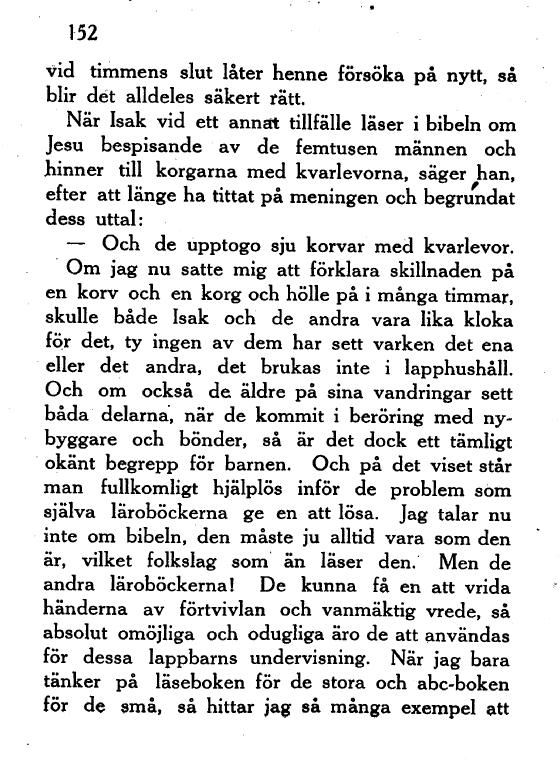 152
vid timmens slut låter henne försöka på nytt, så
blir det alldeles säkert rätt.
När Isak vid ett annat tillfälle läser i bibeln om
Jesu bespisande av de femtusen männen och
hinner till korgarna med kvarlevorna, säger han,
efter att länge ha tittat på meningen och begrundat
dess uttal:
— Och de upptogo sju korvar med kvarlevor.
Om jag nu satte mig att förklara skillnaden på
en korv och en korg och hölle på i många timmar,
skulle både Isak och de andra vara lika kloka
för det, ty ingen av dem har sett varken det ena
eller det andra, det brukas inte i lapphushåll.
Och om också de äldre på sina vandringar sett
båda delarna, när de kommit i beröring med ny-
byggare och bönder, så är det dock ett tämligt
okänt begrepp för barnen. Och på det viset står
man fullkomligt hjälplös inför de problem som
själva läroböckerna ge en att lösa. Jag talar nu
inte om bibeln, den måste ju alltid vara som den
är, vilket folkslag som än läser den. Men de
andra läroböckerna! De kunna få en att vrida
händerna av förtvivlan och vanmäktig vrede, så
absolut omöjliga och odugliga äro de att användas
för dessa lappbarns undervisning. När jag bara
tänker på läseboken för de stora och abc-boken
för de små, så hittar jag så många exempel att